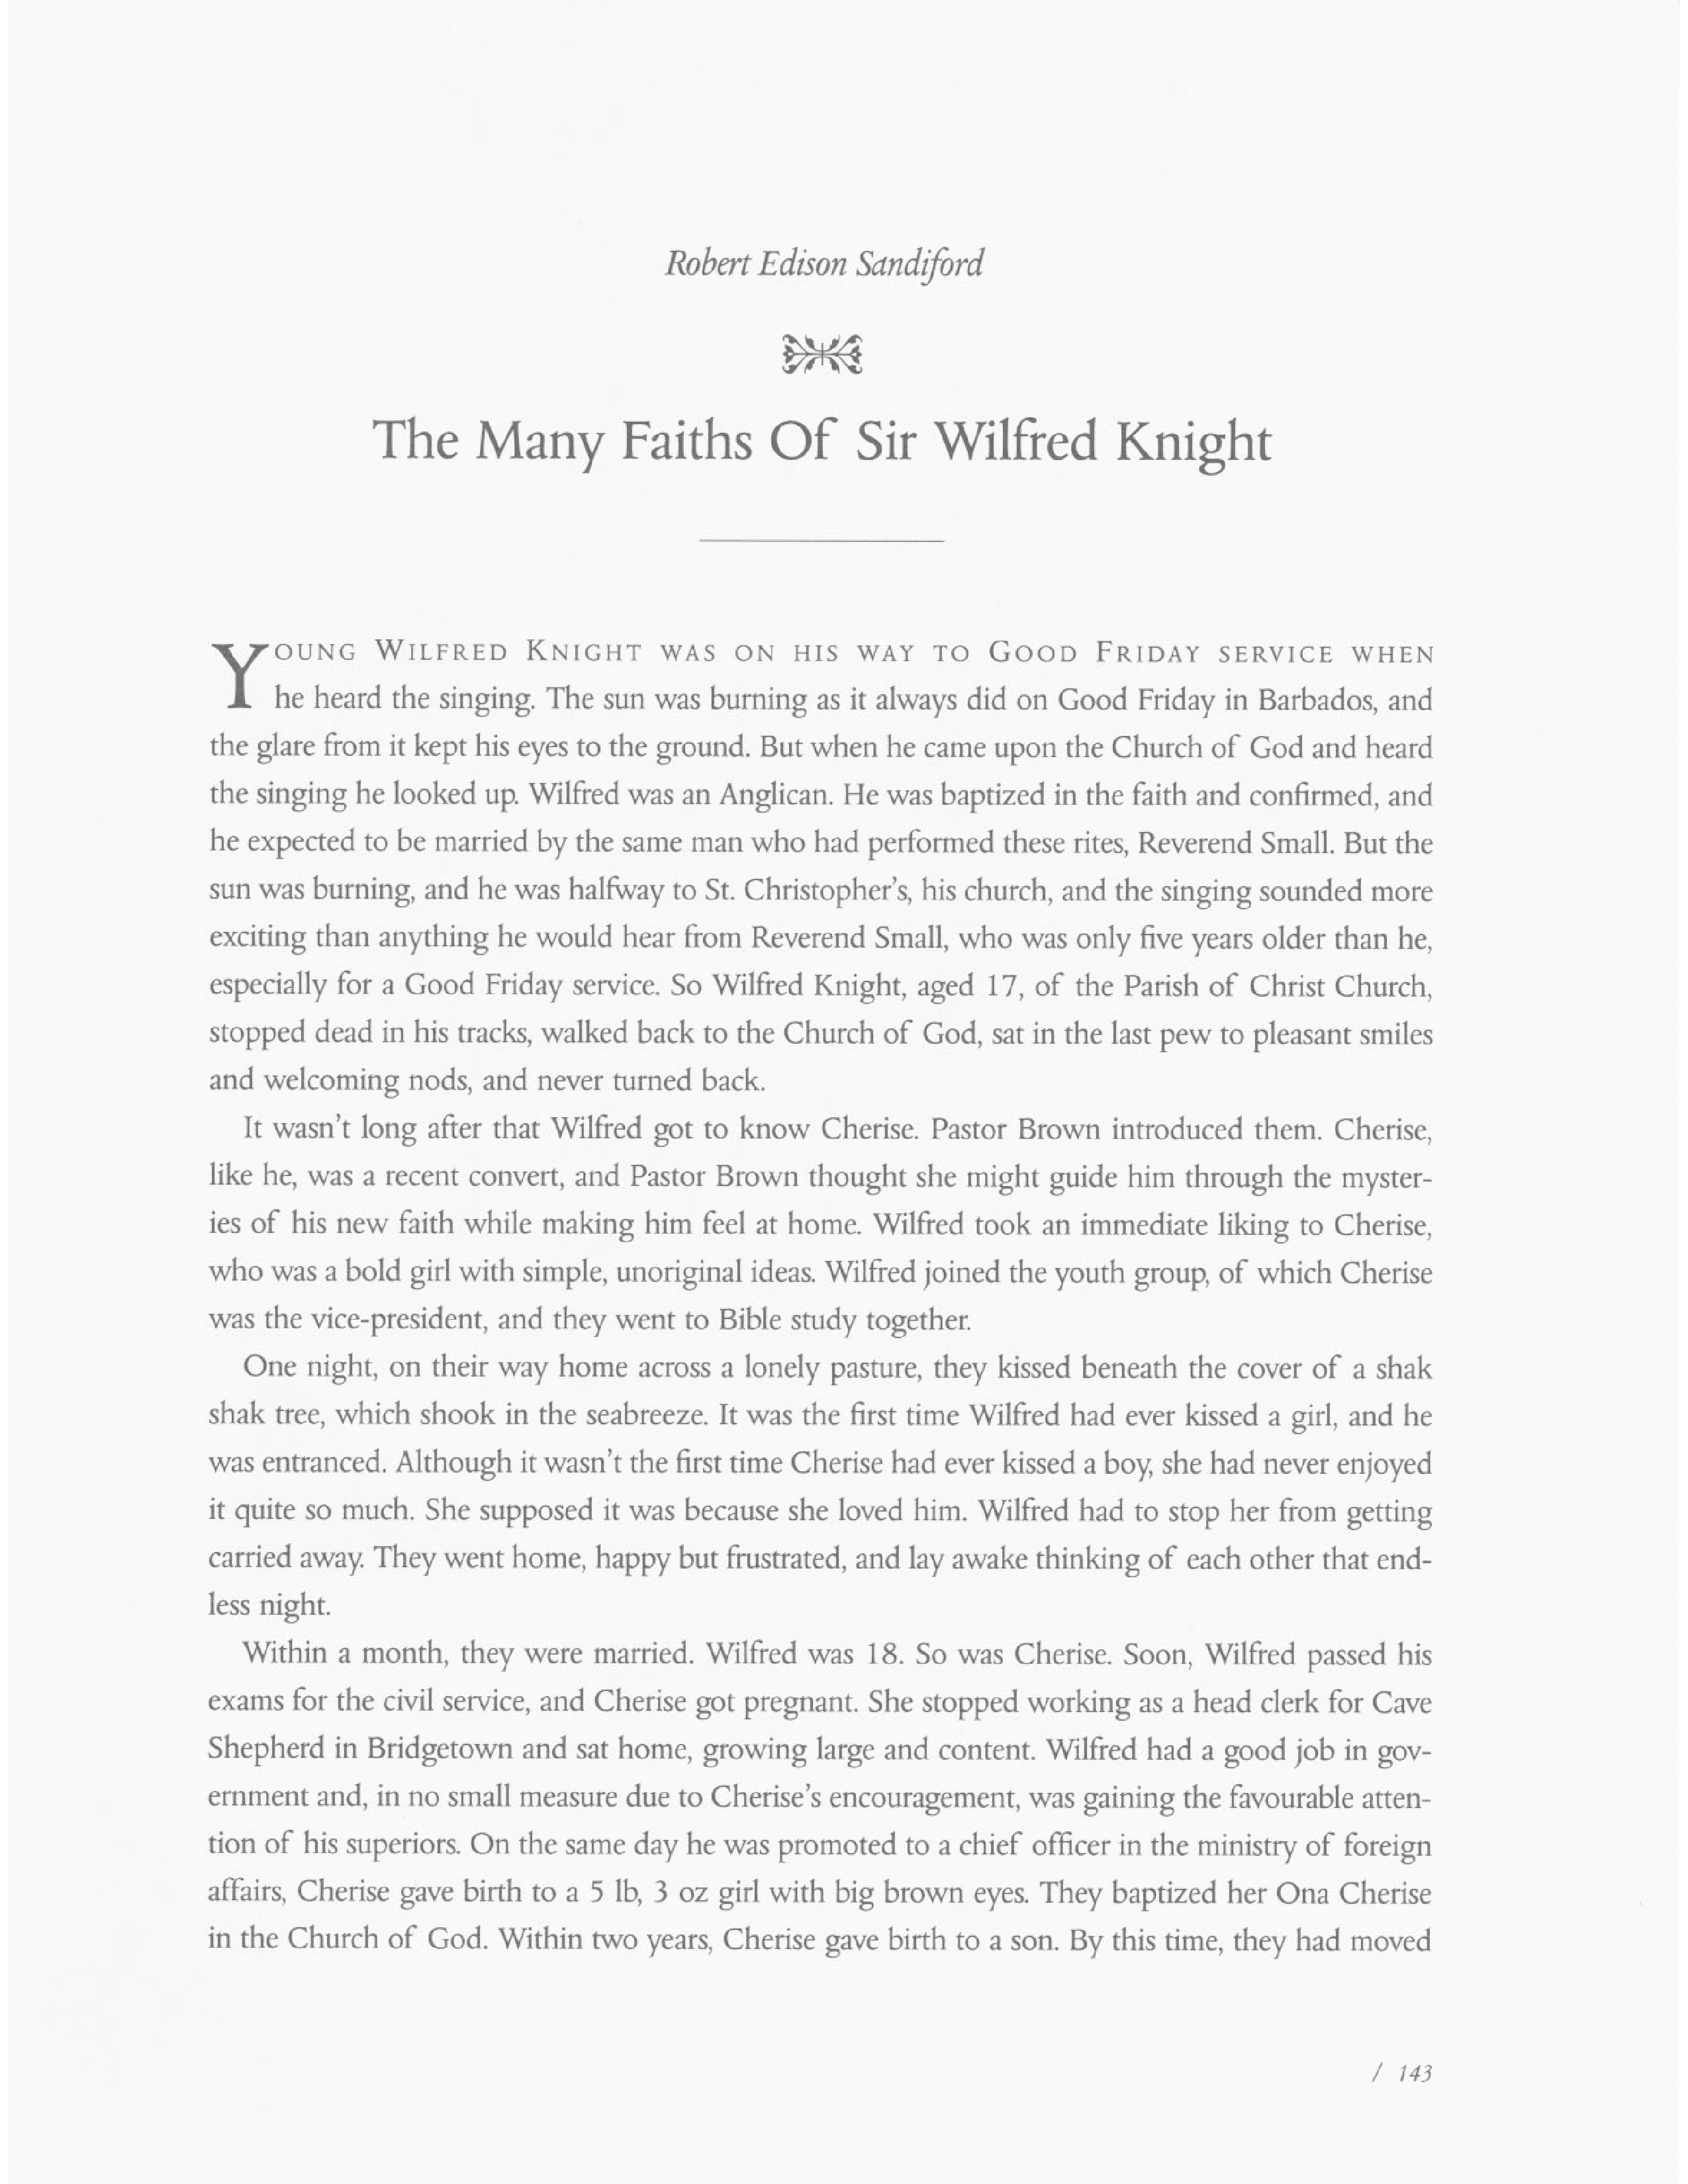 Robert Edison Sandiford
The Many Faiths Of Sir Wilfred Knight
YOUNG WILFRED KNIGHT WAS ON HIS WAY TO GOOD FRIDAY SERVICE WHEN
he heard the singing. The sun was burning as it always did on Good Friday in Barbados, and
the glare from it kept his eyes to the ground. But when he came upon the Church of God and heard
the singing he looked up. Wilfred was an Anglican. He was baptized in the faith and confirmed, and
he expected to be married by the same man who had performed these rites, Reverend Small. But the
sun was burning, and he was halfway to St. Christopher's, his church, and the singing sounded more
exciting than anything he would hear from Reverend Small, who was only five years older than he,
especially for a Good Friday service. So Wilfred Knight, aged 17, of the Parish of Christ Church,
stopped dead in his tracks, walked back to the Church of God, sat in the last pew to pleasant smiles
and welcoming nods, and never turned back.
It wasn't long after that Wilfred got to know Cherise. Pastor Brown introduced them. Cherise,
like he, was a recent convert, and Pastor Brown thought she might guide him through the myster-
ies of his new faith while making him feel at home. Wilfred took an immediate liking to Cherise,
who was a bold girl with simple, unoriginal ideas. Wilfred joined the youth group, of which Cherise
was the vice-president, and they went to Bible study together.
One night, on their way home across a lonely pasture, they kissed beneath the cover of a shak
shak tree, which shook in the seabreeze. It was the first time Wilfred had ever kissed a girl, and he
was entranced. Although it wasn't the first time Cherise had ever kissed a boy, she had never enjoyed
it quite so much. She supposed it was because she loved him. Wilfred had to stop her from getting
carried away. They went home, happy but frustrated, and lay awake thinking of each other that end-
less night.
Within a month, they were married. Wilfred was 18. So was Cherise. Soon, Wilfred passed his
exams for the civil service, and Cherise got pregnant. She stopped working as a head clerk for Cave
Shepherd in Bridgetown and sat home, growing large and content. Wilfred had a good job in gov-
ernment and, in no small measure due to Cherise's encouragement, was gaining the favourable atten-
tion of his superiors. On the same day he was promoted to a chief officer in the ministry of foreign
affairs, Cherise gave birth to a 5 lb, 3 oz girl with big brown eyes. They baptized her Ona Cherise
in the Church of God. Within two years, Cherise gave birth to a son. By this time, they had moved
/ 143